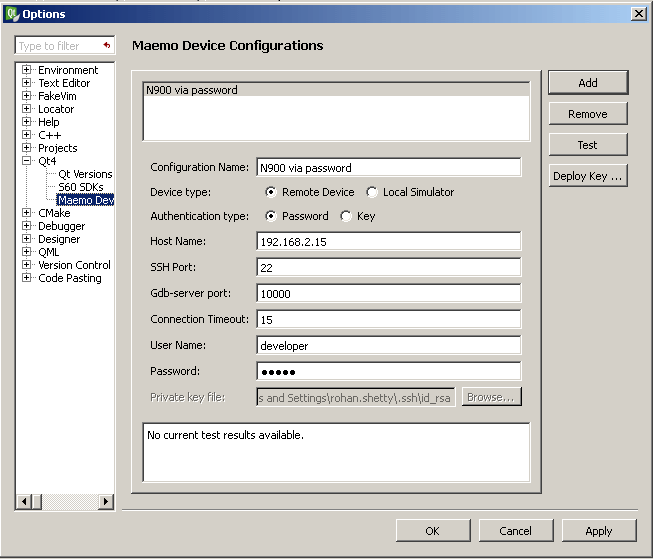 Qt Options
Type to filter
Maemo Device Configurations
Environment
Text Editor
FakeVim
Locator
Help
C++
Projects
Qt4
Qt Versions
S60 SDKs
Maemo Dev
CMake
Debugger
Designer
QML
Version Control
Code Pasting
N900 via password
Add
Remove
Test
Deploy Key ...
Configuration Name: N900 via password
Device type: Remote Device Local Simulator
Authentication type: Password Key
Host Name: 192.168.2.15
SSH Port: 22
Gdb-server port: 10000
Connection Timeout: 15
User Name: developer
Password: ●●●●●
Private key file: s and Settings\rohan.shetty\.ssh\id_rsa Browse...
No current test results available.
OK Cancel Apply